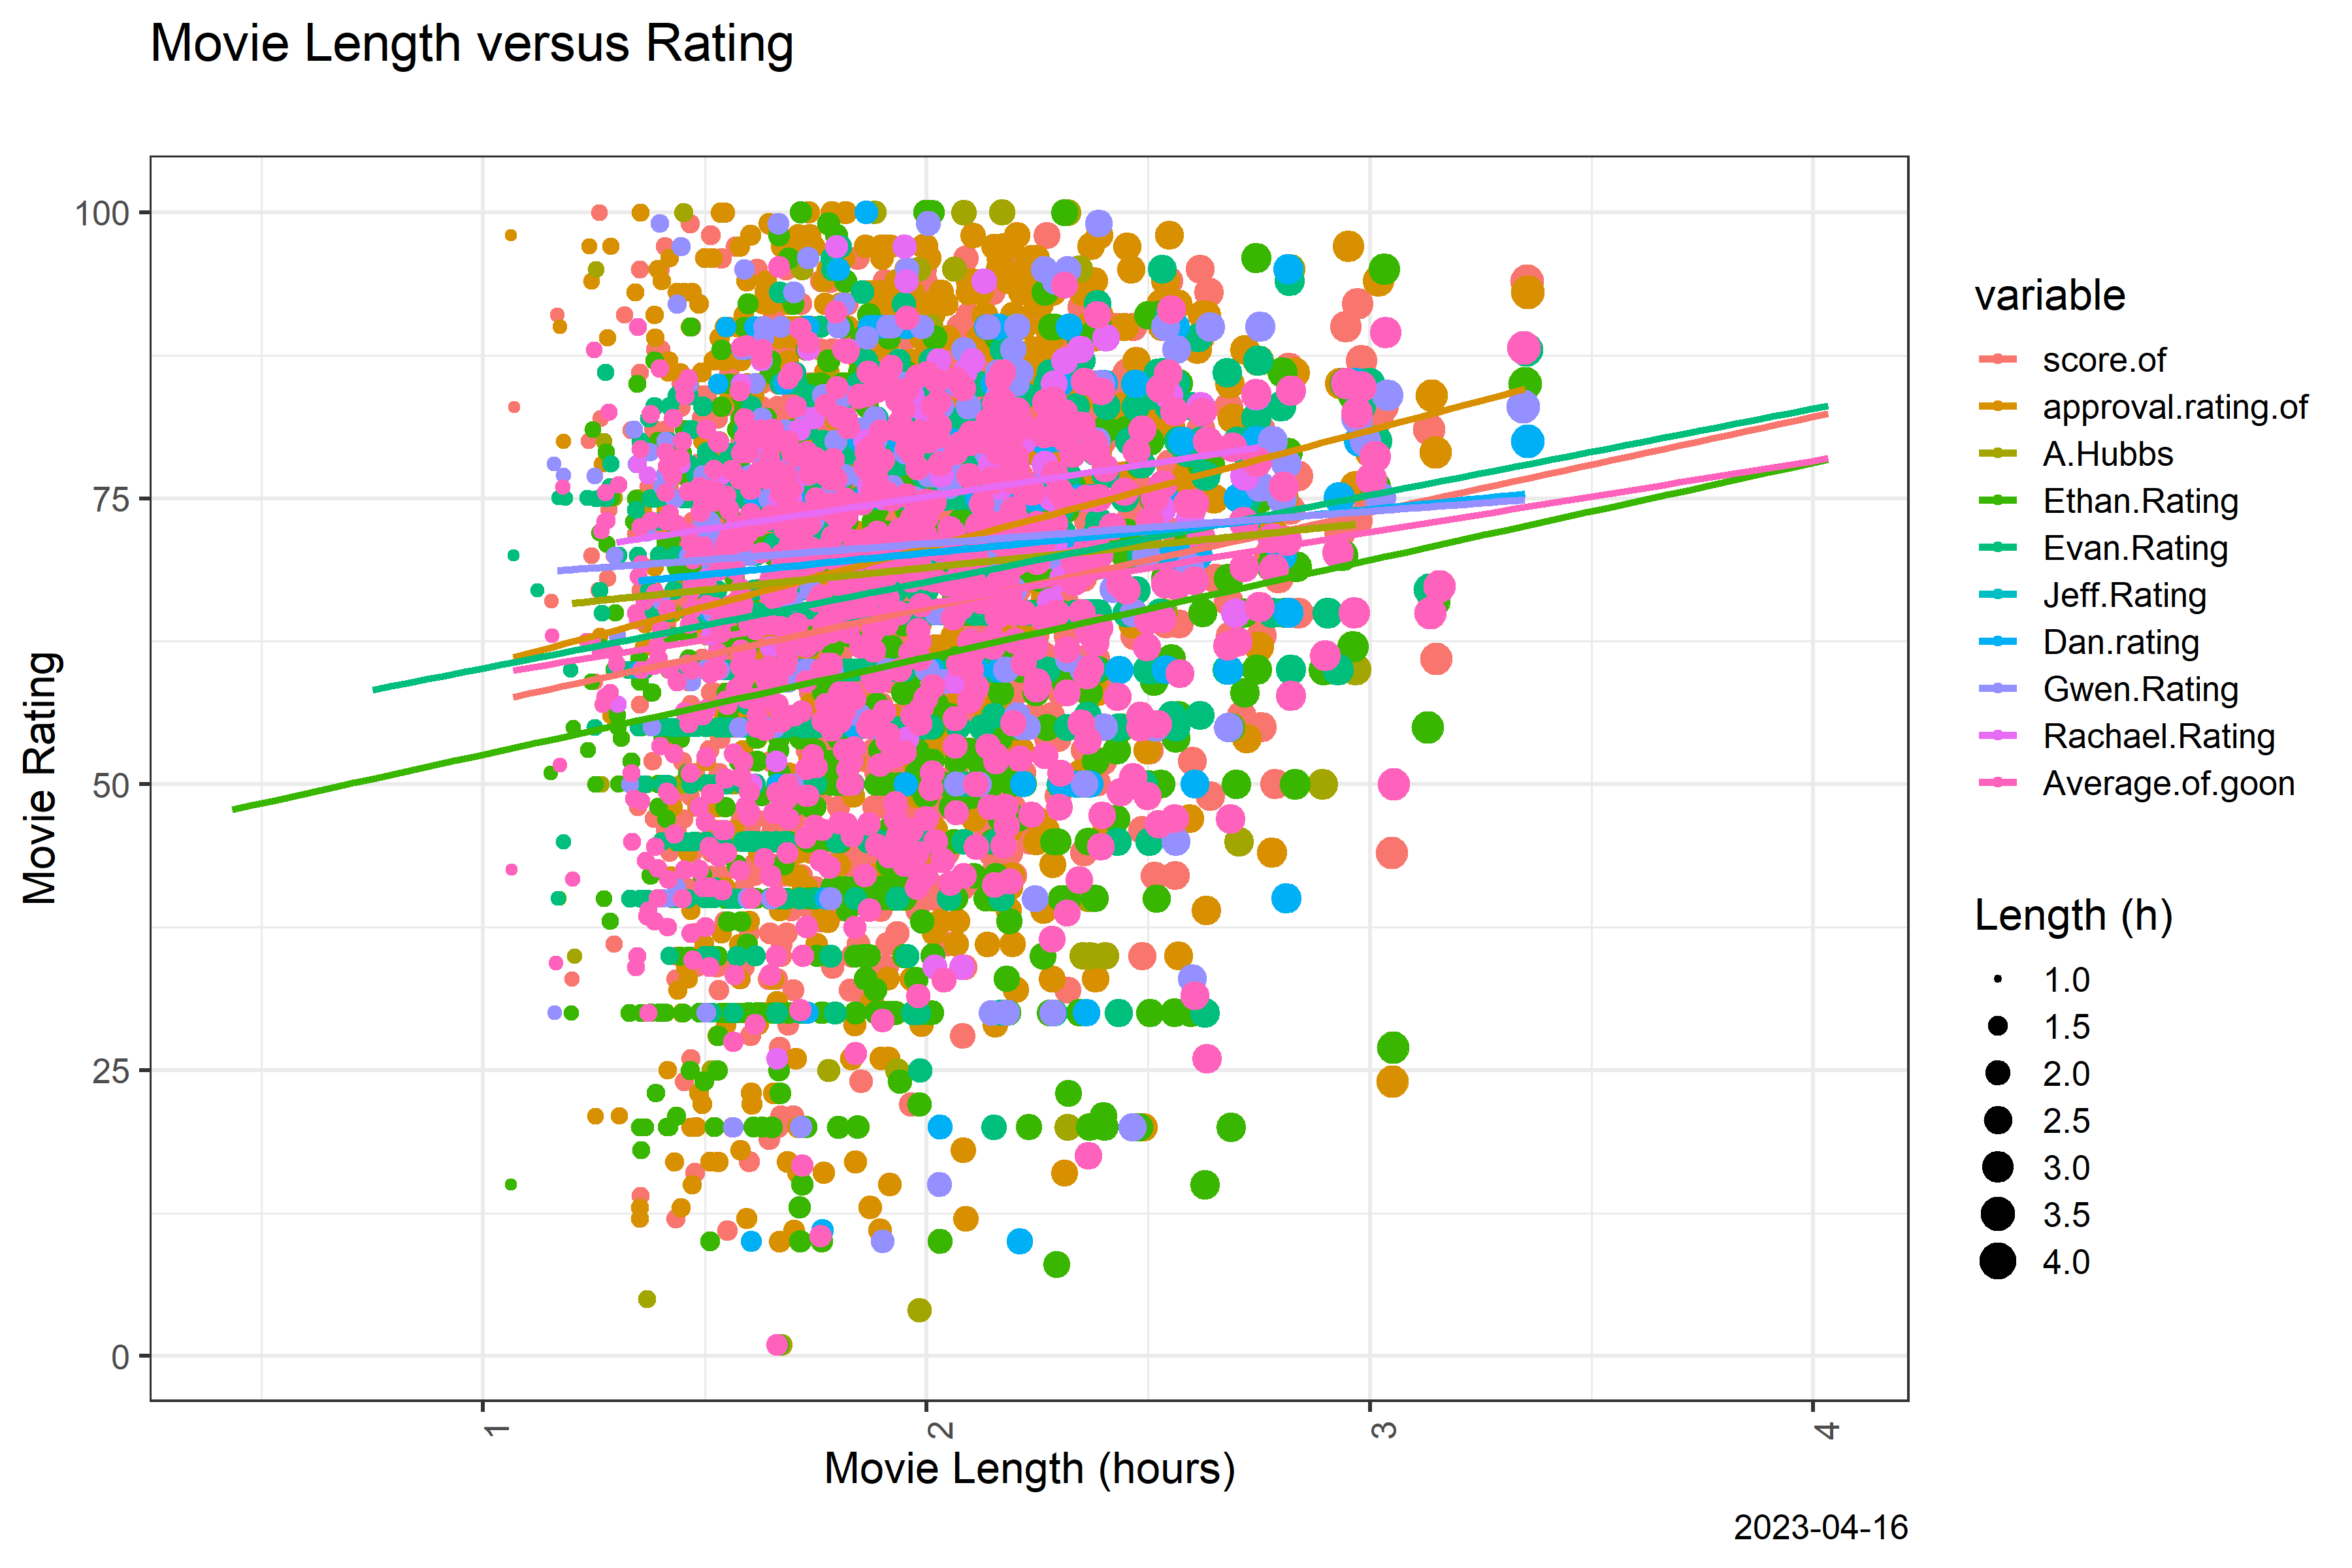 Movie Length versus Rating
Movie Rating
100
75
50
25
0
1
2
3
4
Movie Length (hours)
variable
score.of
approval.rating.of
A.Hubbs
Ethan.Rating
Evan.Rating
Jeff.Rating
Dan.rating
Gwen.Rating
Rachael.Rating
Average.of.goon
Length (h)
1.0
1.5
2.0
2.5
3.0
3.5
4.0
2023-04-16